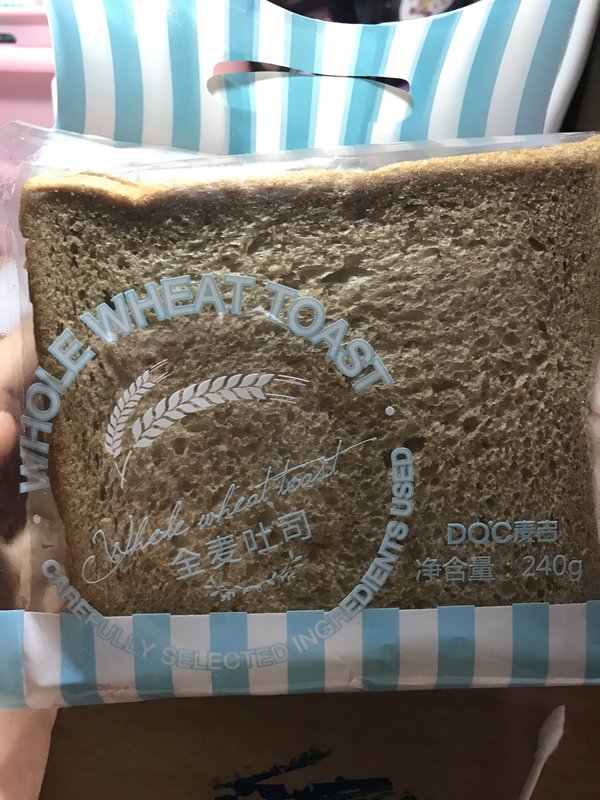 WHOLE WHEAT TOAST
Whole wheat toast
全麦吐司
CAREFULLY SELECTED INGREDIENTS USED
DOC麦吉
净含量：240g